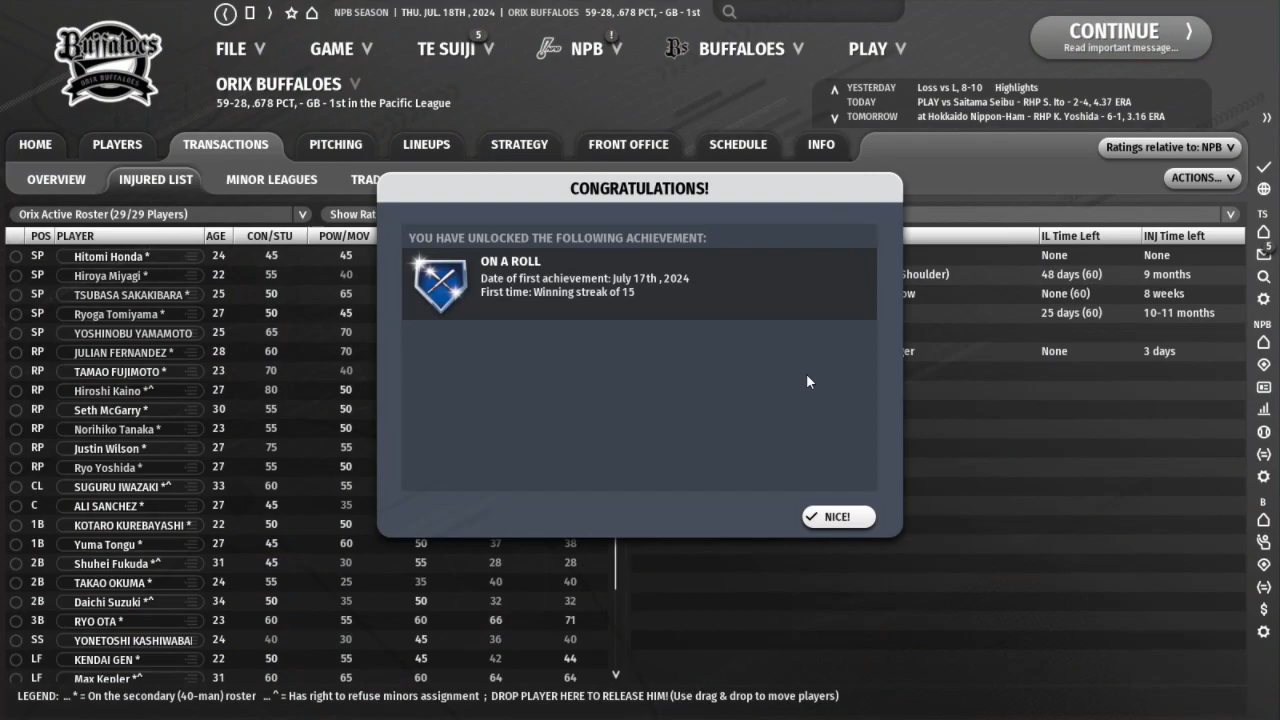 NPB SEASON | THU. JUL. 18TH , 2024 | ORIX BUFFALOES 59-28, .678 PCT, - GB - 1st
FILE GAME TE SUIJI 5 NPB ! Bs BUFFALOES PLAY
CONTINUE
Read important message...
Buffaloes
ORIX BUFFALOES
ORIX BUFFALOES
59-28, .678 PCT, - GB - 1st in the Pacific League
YESTERDAY Loss vs L, 8-10 Highlights
TODAY PLAY vs Saitama Seibu - RHP S. Ito - 2-4, 4.37 ERA
TOMORROW at Hokkaido Nippon-Ham - RHP K. Yoshida - 6-1, 3.16 ERA
HOME PLAYERS TRANSACTIONS PITCHING LINEUPS STRATEGY FRONT OFFICE SCHEDULE INFO
Ratings relative to: NPB
OVERVIEW INJURED LIST MINOR LEAGUES TRAD
ACTIONS...
Orix Active Roster (29/29 Players) Show Rat
POS PLAYER AGE CON/STU POW/MOV IL Time Left INJ Time left
SP Hitomi Honda * 24 45 45 None None
SP Hiroya Miyagi * 22 55 40 Shoulder) 48 days (60) 9 months
SP TSUBASA SAKAKIBARA * 25 50 65 ow None (60) 8 weeks
SP Ryoga Tomiyama * 27 50 45 25 days (60) 10-11 months
SP YOSHINOBU YAMAMOTO 25 65 70
RP JULIAN FERNANDEZ * 28 60 70 ger None 3 days
RP TAMAO FUJIMOTO * 23 70 40
RP Hiroshi Kaino *^ 27 80 50
RP Seth McGarry * 30 55 50
RP Norihiko Tanaka * 23 55 50
RP Justin Wilson * 27 75 55
RP Ryo Yoshida * 27 55 50
CL SUGURU IWAZAKI *^ 33 60 55
C ALI SANCHEZ * 27 45 35
1B KOTARO KUREBAYASHI * 22 50 50
1B Yuma Tongu * 27 45 60 50 37 38
2B Shuhei Fukuda *^ 31 45 30 55 28 28
2B TAKAO OKUMA * 24 55 25 35 40 40
2B Daichi Suzuki *^ 34 50 35 50 32 32
3B RYO OTA * 23 60 55 60 66 71
SS YONETOSHI KASHIWABA 24 40 30 45 36 40
LF KENDAI GEN * 22 50 55 45 42 44
LF Max Kepler *^ 31 60 65 60 64 64
CONGRATULATIONS!
YOU HAVE UNLOCKED THE FOLLOWING ACHIEVEMENT:
ON A ROLL
Date of first achievement: July 17th , 2024
First time: Winning streak of 15
NICE!
TS
5
NPB
B
LEGEND: ... * = On the secondary (40-man) roster ... ^ = Has right to refuse minors assignment ; DROP PLAYER HERE TO RELEASE HIM! (Use drag & drop to move players)